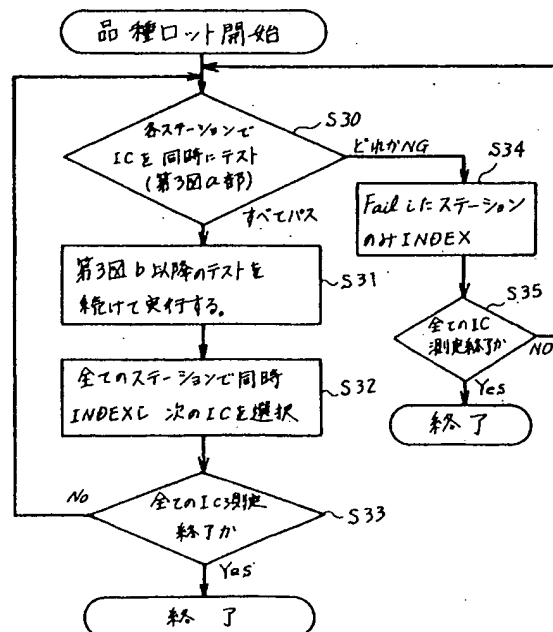 品種ロット開始
各ステーションで
ICを同時にテスト
(第3図a部)
S30
どれかNG
すべてパス
S34
Failしたステーション
のみINDEX
第3図b以降のテストを
続けて実行する。
S31
S35
全てのIC
測定終了か
NO
Yes
終了
全てのステーションで同時
INDEXし 次のICを選択
S32
No
全てのIC測定
終了か
S33
Yes
終了